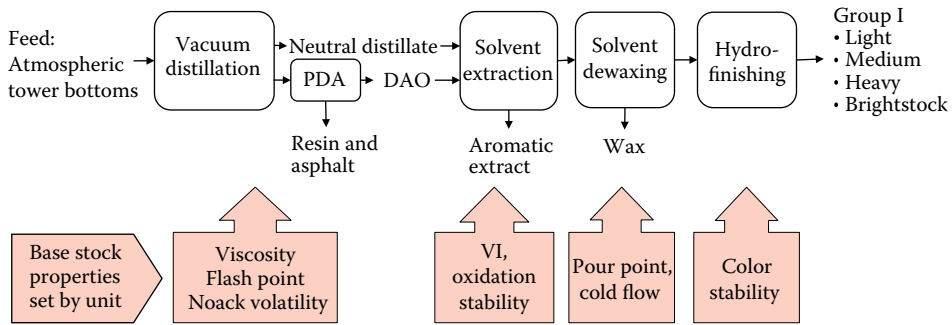 Feed:
Atmospheric
tower bottoms
Vacuum
distillation
Neutral distillate
PDA
DAO
Resin and
asphalt
Solvent
extraction
Aromatic
extract
Solvent
dewaxing
Wax
Hydro-
finishing
Group I
• Light
• Medium
• Heavy
• Brightstock
Base stock
properties
set by unit
Viscosity
Flash point
Noack volatility
VI,
oxidation
stability
Pour point,
cold flow
Color
stability